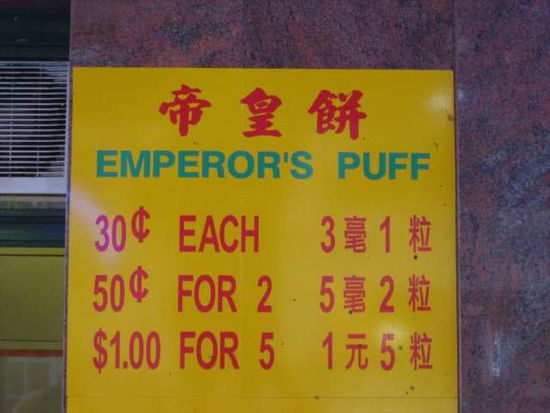 帝皇餅
EMPEROR'S PUFF
30¢ EACH 3毫1粒
50¢ FOR 2 5毫2粒
$1.00 FOR 5 1元5粒